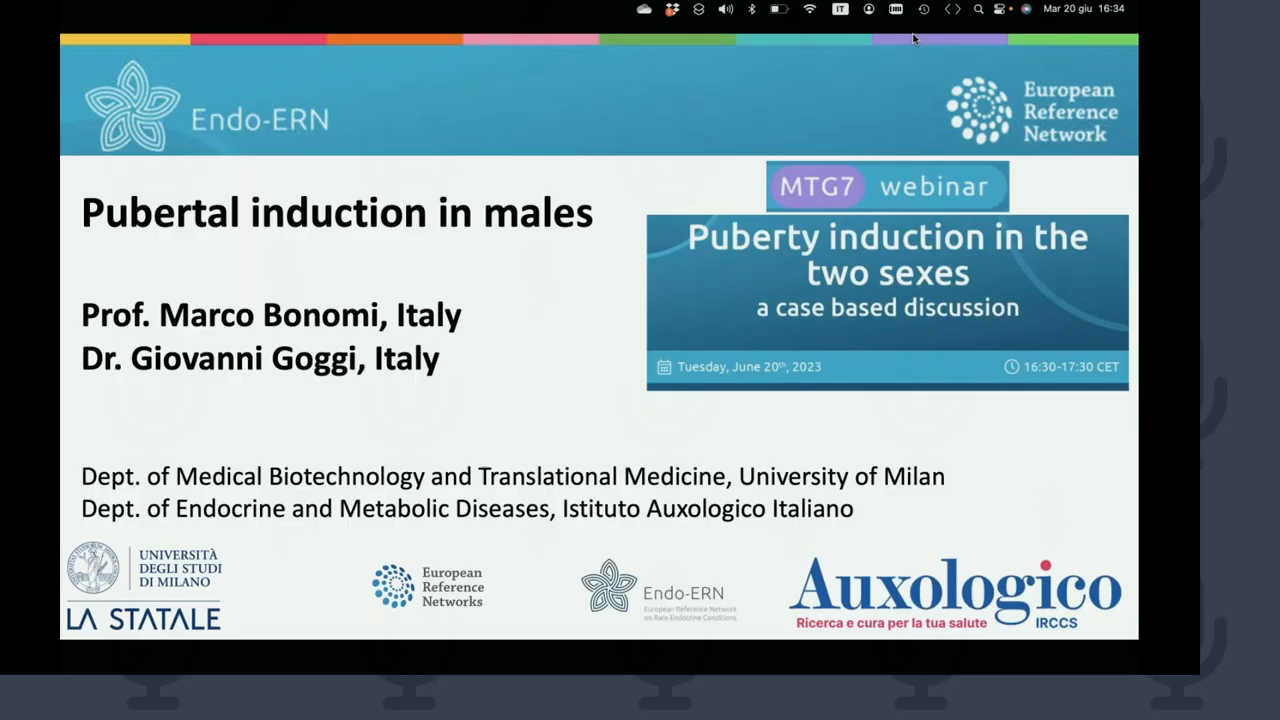 IT
Mar 20 giu 16:34
Endo-ERN
European
Reference
Network
MTG7 webinar
Pubertal induction in males
Puberty induction in the
two sexes
a case based discussion
Prof. Marco Bonomi, Italy
Dr. Giovanni Goggi, Italy
Tuesday, June 20th, 2023
16:30-17:30 CET
Dept. of Medical Biotechnology and Translational Medicine, University of Milan
Dept. of Endocrine and Metabolic Diseases, Istituto Auxologico Italiano
UNIVERSITÀ
DEGLI STUDI
DI MILANO
LA STATALE
European
Reference
Networks
Endo-ERN
European Reference Network
on Rare Endocrine Conditions
Auxologico
Ricerca e cura per la tua salute IRCCS